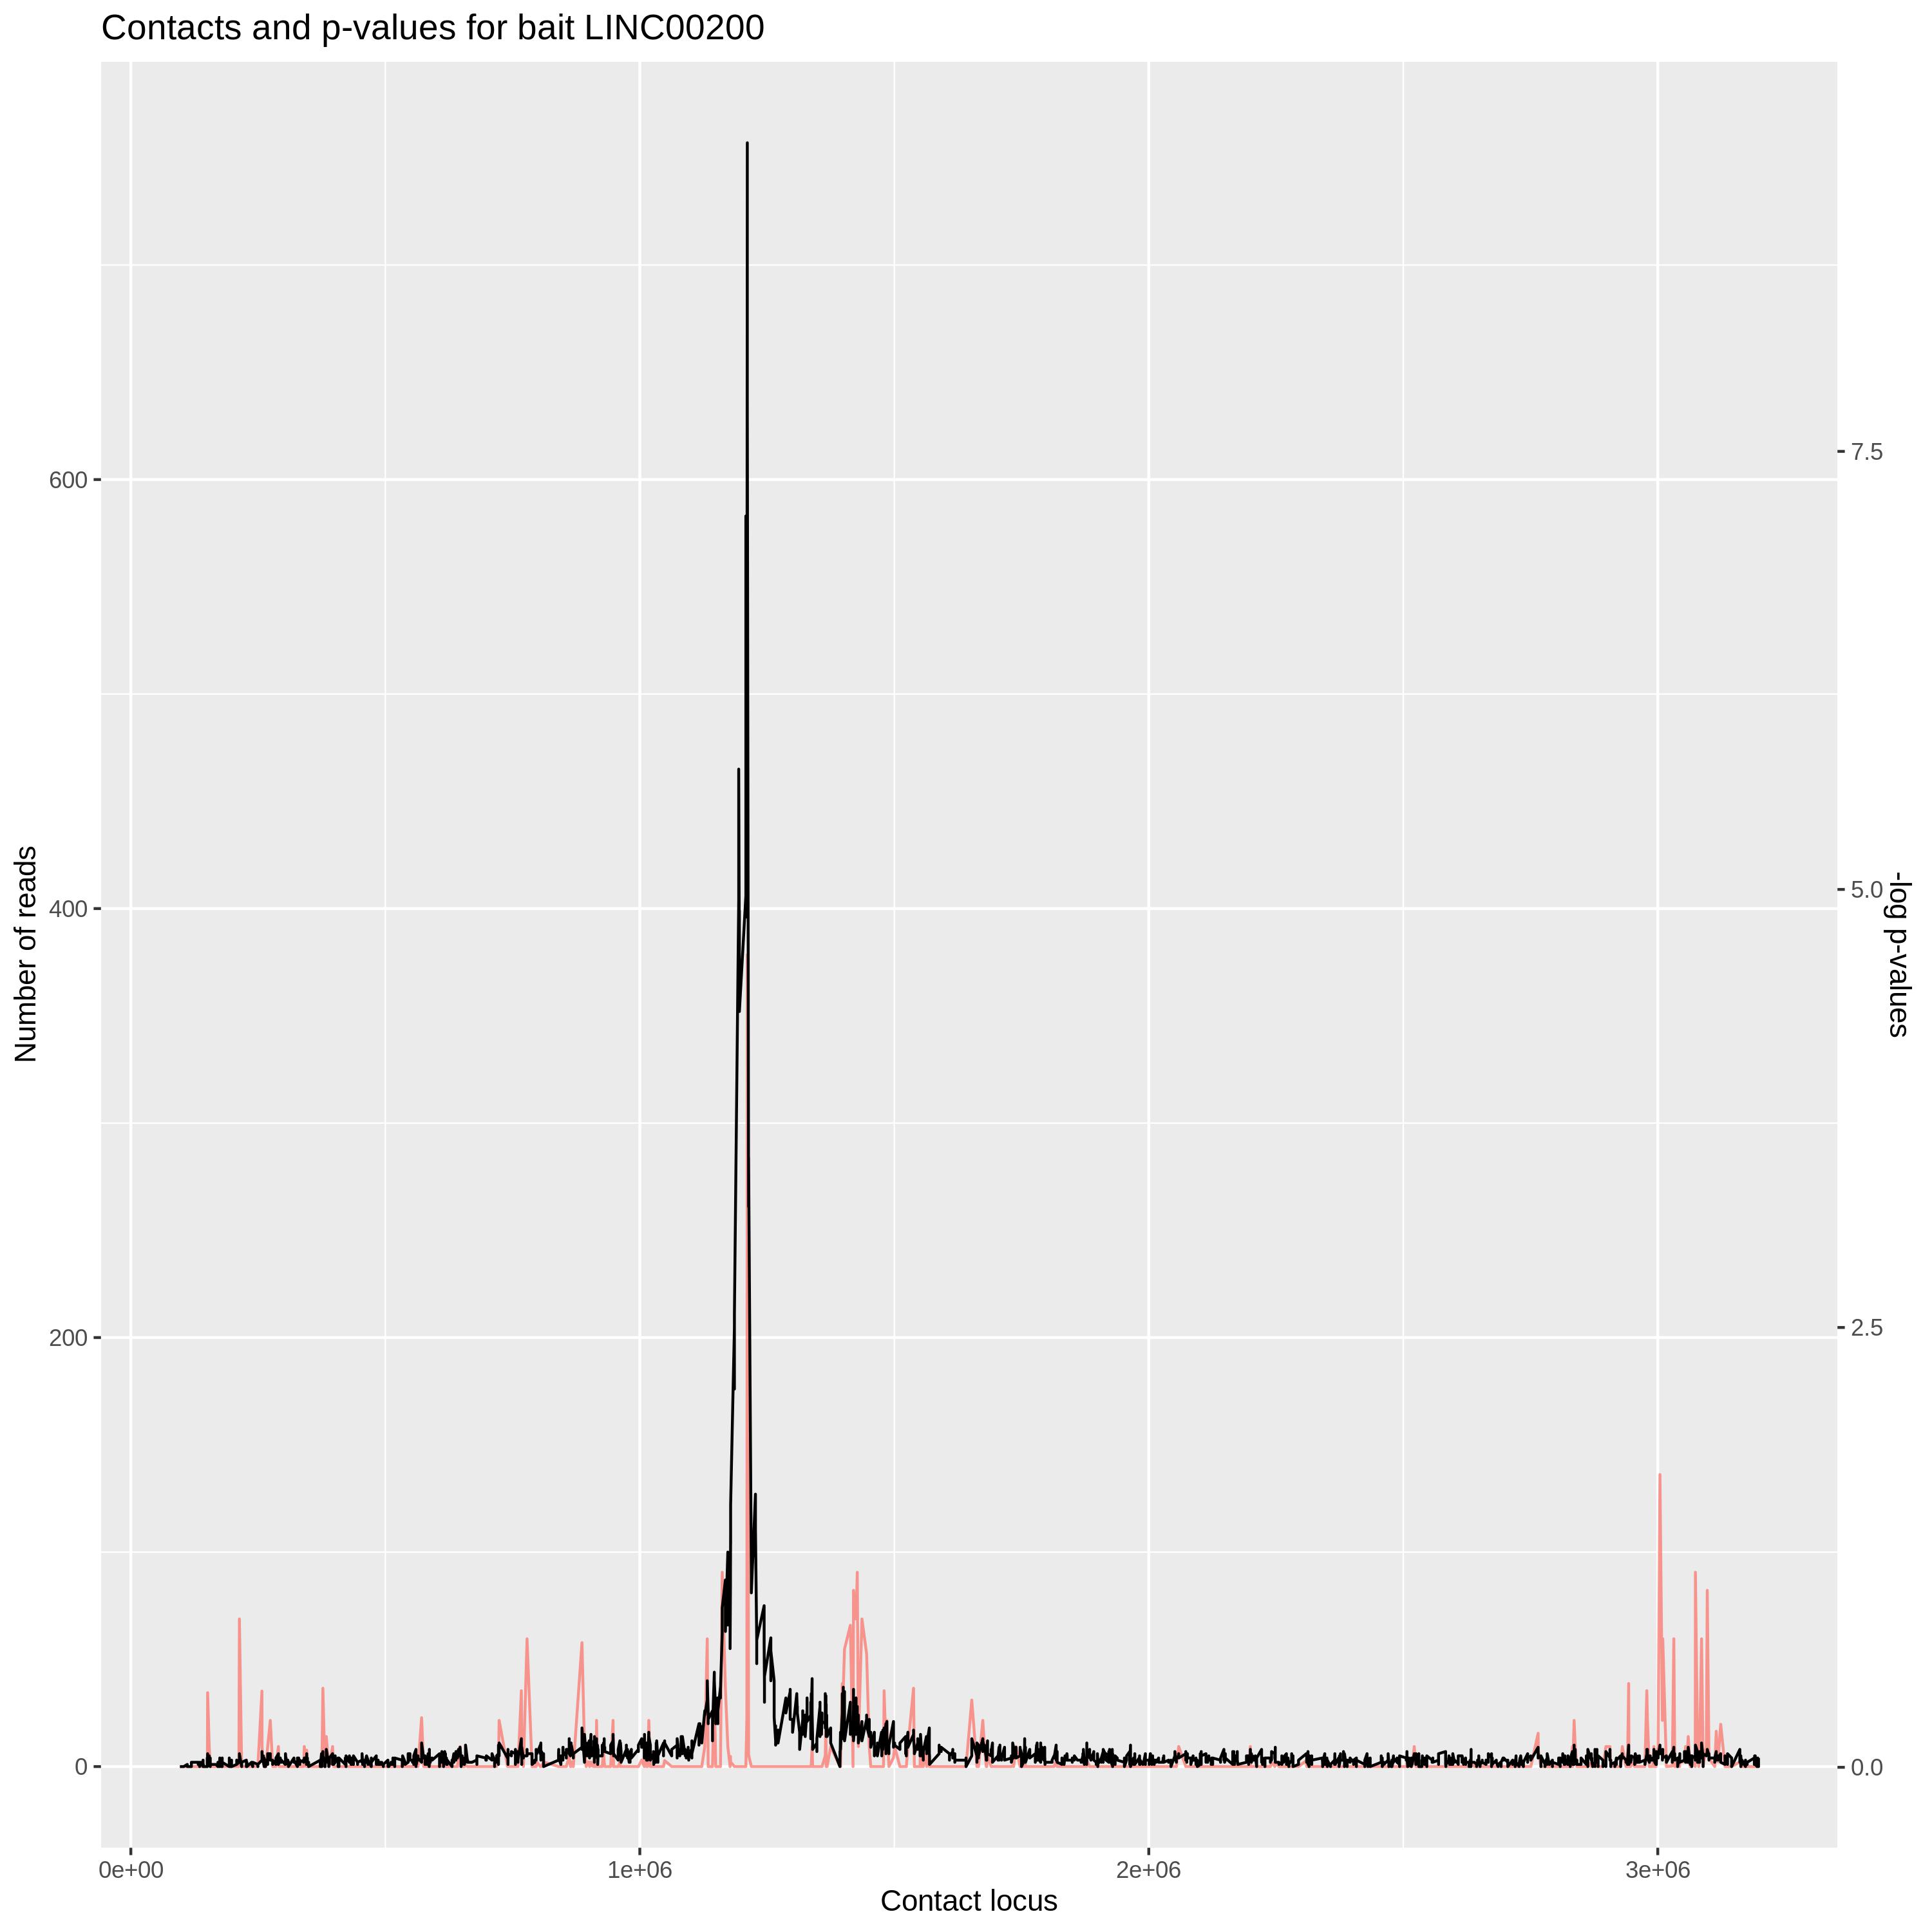 Contacts and p-values for bait LINC00200
Number of reads
600
400
200
0
7.5
5.0
2.5
0.0
-log p-values
0e+00 1e+06 2e+06 3e+06
Contact locus